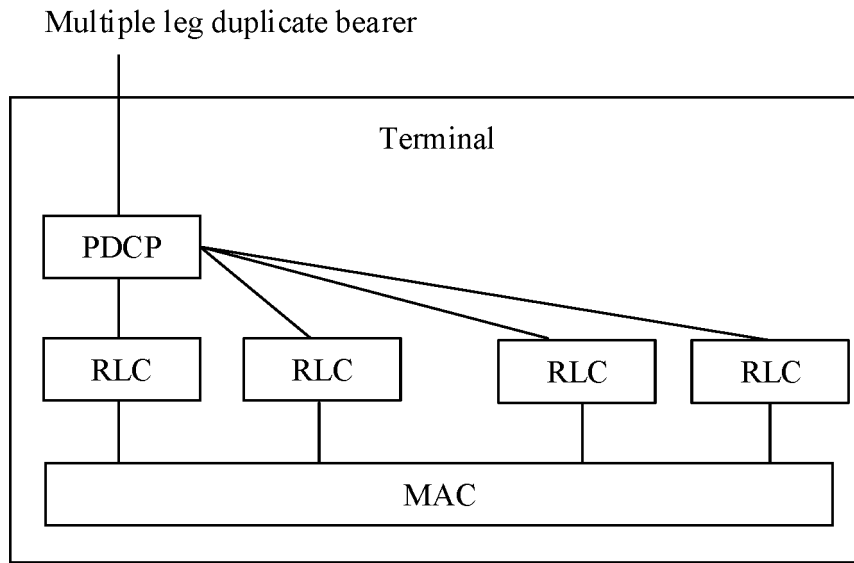 Multiple leg duplicate bearer
Terminal
PDCP
RLC
RLC
RLC
RLC
MAC